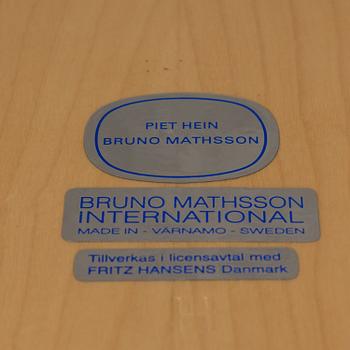 PIET HEIN
BRUNO MATHSSON
BRUNO MATHSSON
INTERNATIONAL
MADE IN - VÄRNAMO - SWEDEN
Tillverkas i licensavtal med
FRITZ HANSENS Danmark